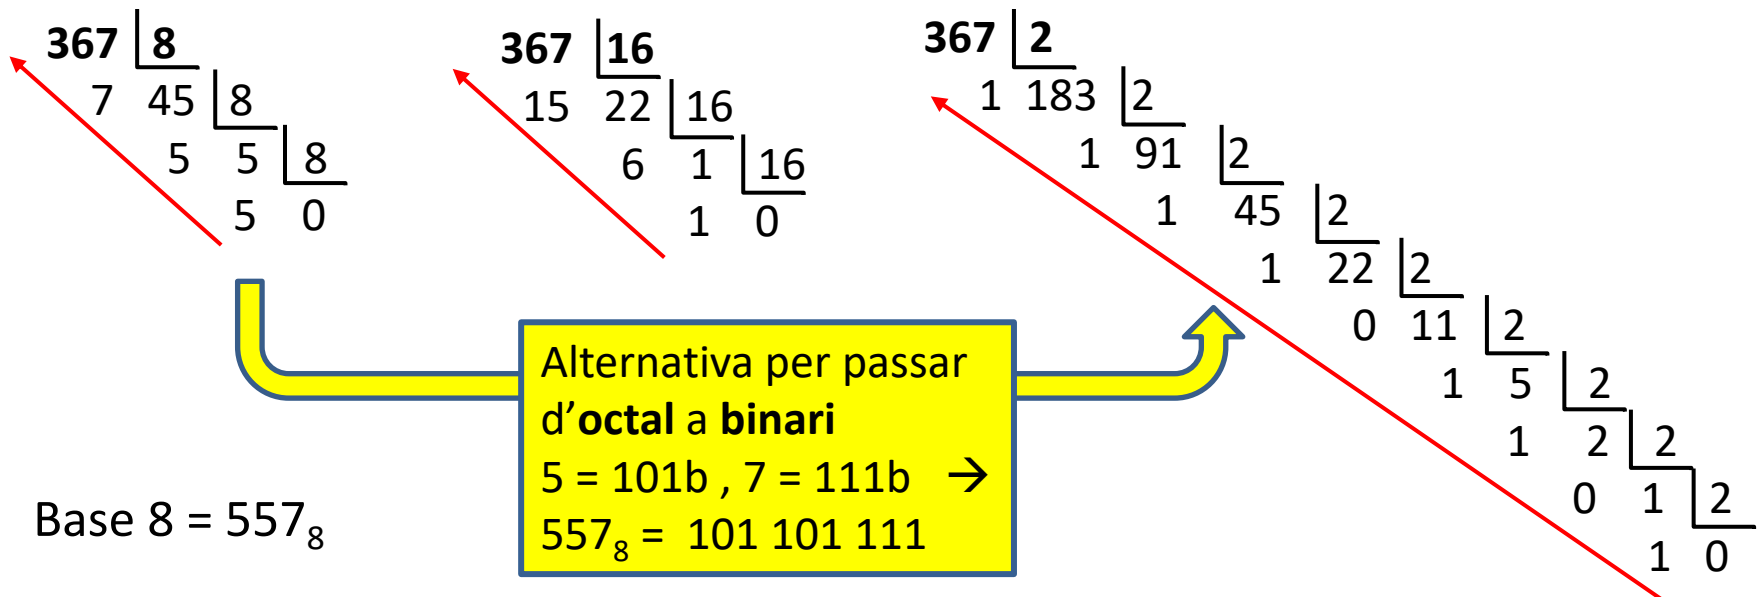 367 8
7 45 8
5 5 8
5 0
367 16
15 22 16
6 1 16
1 0
367 2
1 183 2
1 91 2
1 45 2
1 22 2
0 11 2
1 5 2
1 2 2
0 1 2
1 0
Alternativa per passar
d’octal a binari
5 = 101b , 7 = 111b →
557₈ = 101 101 111
Base 8 = 557₈